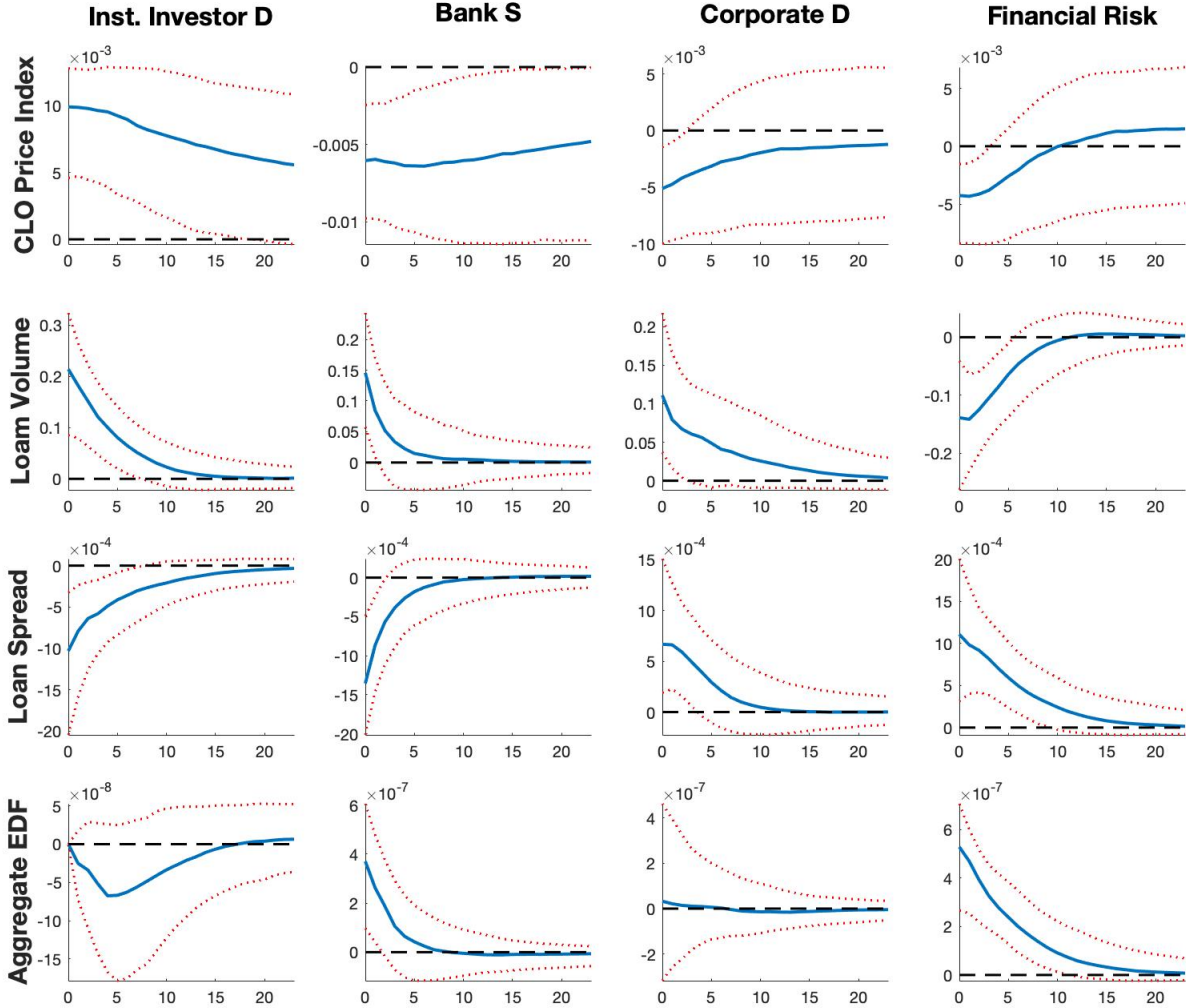 Inst. Investor D Bank S Corporate D Financial Risk
CLO Price Index
×10⁻³ ×10⁻³ ×10⁻³
10 5 0
0 -0.005 -0.01
5 0 -5 -10
5 0 -5
0 5 10 15 20 0 5 10 15 20 0 5 10 15 20 0 5 10 15 20
Loam Volume
0.3 0.2 0.1 0
0.2 0.15 0.1 0.05 0
0.2 0.15 0.1 0.05 0
0 -0.1 -0.2
0 5 10 15 20 0 5 10 15 20 0 5 10 15 20 0 5 10 15 20
Loan Spread
×10⁻⁴ ×10⁻⁴ ×10⁻⁴ ×10⁻⁴
0 -5 -10 -15 -20
0 -5 -10 -15 -20
15 10 5 0
20 15 10 5 0
0 5 10 15 20 0 5 10 15 20 0 5 10 15 20 0 5 10 15 20
Aggregate EDF
×10⁻⁸ ×10⁻⁷ ×10⁻⁷ ×10⁻⁷
5 0 -5 -10 -15
6 4 2 0
4 2 0 -2
6 4 2 0
0 5 10 15 20 0 5 10 15 20 0 5 10 15 20 0 5 10 15 20